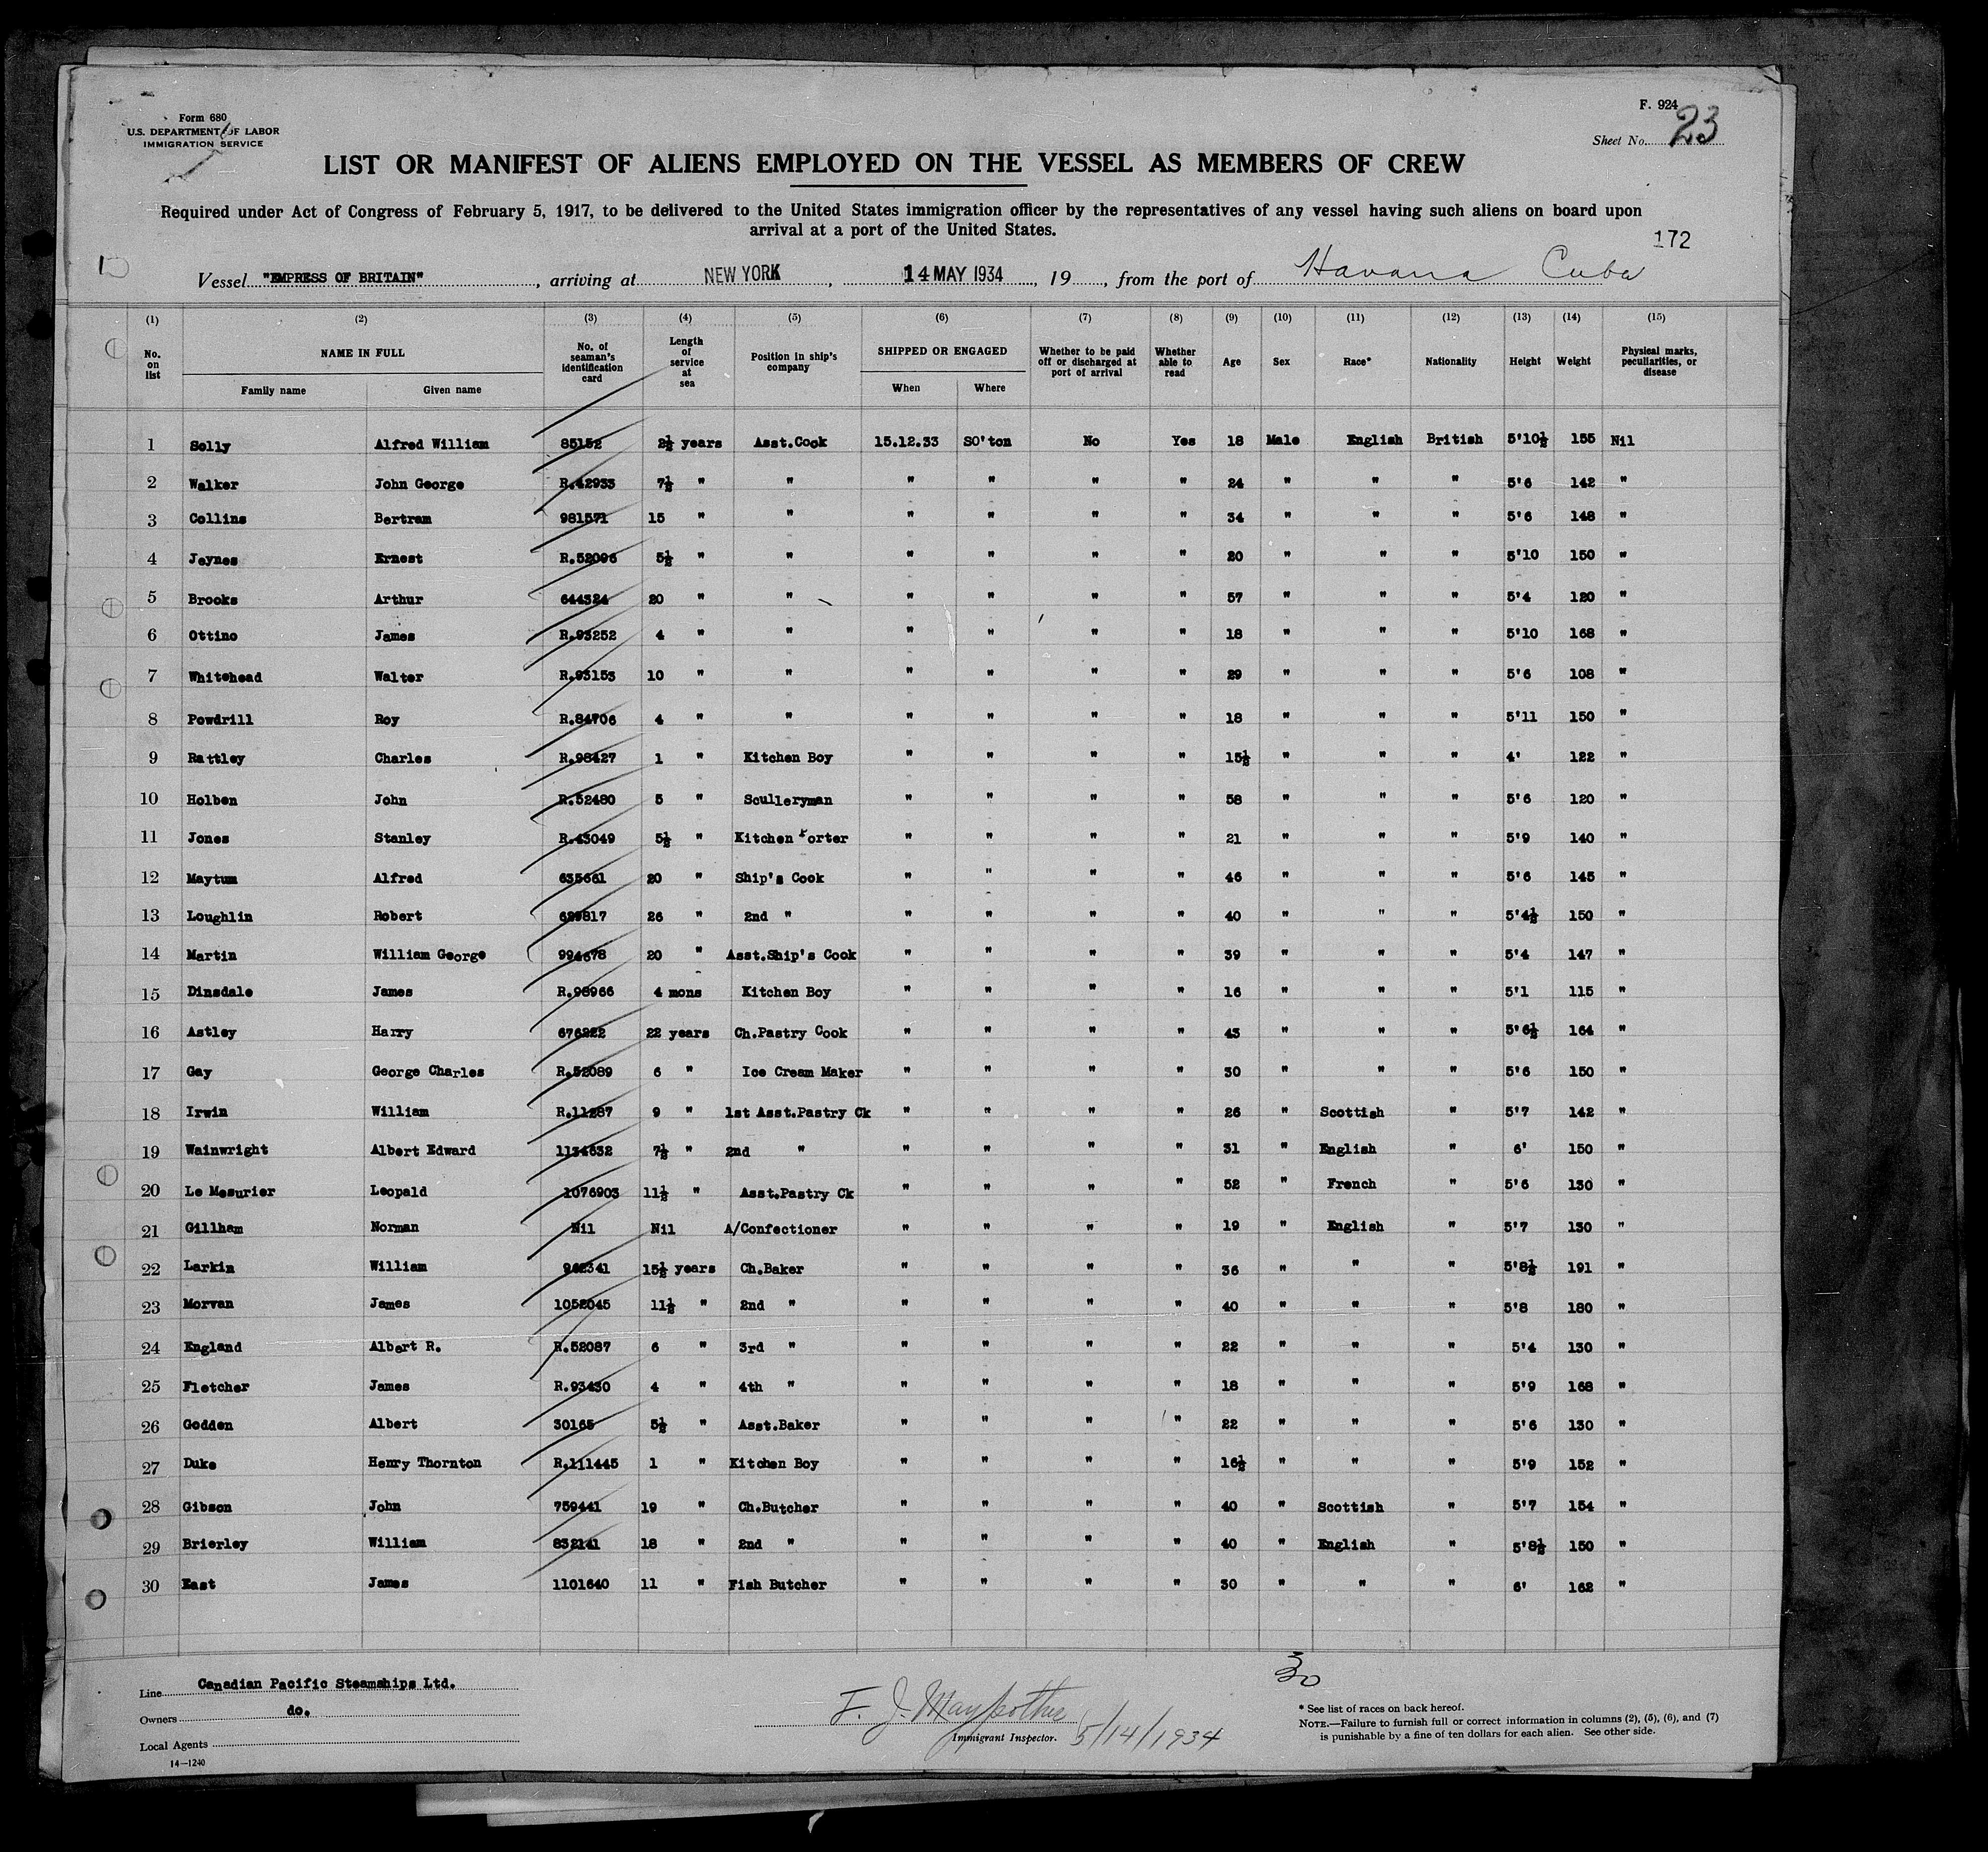 Form 680
U.S. DEPARTMENT OF LABOR
IMMIGRATION SERVICE
F. 924
Sheet No. 23
LIST OR MANIFEST OF ALIENS EMPLOYED ON THE VESSEL AS MEMBERS OF CREW
Required under Act of Congress of February 5, 1917, to be delivered to the United States immigration officer by the representatives of any vessel having such aliens on board upon
arrival at a port of the United States.
172
Vessel "EMPRESS OF BRITAIN", arriving at NEW YORK, 14 MAY 1934, 19, from the port of Havana Cuba
(1) (2) (3) (4) (5) (6) (7) (8) (9) (10) (11) (12) (13) (14) (15)
No. on list NAME IN FULL Family name Given name No. of seaman's identification card Length of service at sea Position in ship's company SHIPPED OR ENGAGED When Where Whether to be paid off or discharged at port of arrival Whether able to read Age Sex Race* Nationality Height Weight Physical marks, peculiarities, or disease
1 Solly Alfred William 85152 2½ years Asst.Cook 15.12.33 SO'ton No Yes 18 Male English British 5'10½ 155 Nil
2 Walker John George R.42933 7½ " " " " " " 24 " " " 5'6 142 "
3 Collins Bertram 981571 15 " " " " " " 34 " " " 5'6 148 "
4 Jeynes Ernest R.52096 5½ " " " " " " 20 " " " 5'10 150 "
5 Brooks Arthur 644324 20 " " " " " " 57 " " " 5'4 120 "
6 Ottino James R.93252 4 " " " " " " 18 " " " 5'10 168 "
7 Whitehead Walter R.93153 10 " " " " " " 29 " " " 5'6 108 "
8 Powdrill Roy R.84706 4 " " " " " " 18 " " " 5'11 150 "
9 Rattley Charles R.98427 1 " Kitchen Boy " " " " 15½ " " " 4' 122 "
10 Holben John R.52480 5 " Sculleryman " " " " 58 " " " 5'6 120 "
11 Jones Stanley R.43049 5½ " Kitchen Porter " " " " 21 " " " 5'9 140 "
12 Maytum Alfred 635661 20 " Ship's Cook " " " " 46 " " " 5'6 145 "
13 Loughlin Robert 629817 26 " 2nd " " " " " 40 " " " 5'4½ 150 "
14 Martin William George 994678 20 " Asst.Ship's Cook " " " " 39 " " " 5'4 147 "
15 Dinsdale James R.98966 4 mons Kitchen Boy " " " " 16 " " " 5'1 115 "
16 Astley Harry 676222 22 years Ch.Pastry Cook " " " " 43 " " " 5'6½ 164 "
17 Gay George Charles R.52089 6 " Ice Cream Maker " " " " 30 " " " 5'6 150 "
18 Irwin William R.11287 9 " 1st Asst.Pastry Ck " " " " 26 " Scottish " 5'7 142 "
19 Wainwright Albert Edward 1134632 7½ " 2nd " " " " " 31 " English " 6' 150 "
20 Le Mesurier Leopald 1076903 11½ " Asst.Pastry Ck " " " " 52 " French " 5'6 130 "
21 Gillham Norman Nil Nil A/Confectioner " " " " 19 " English " 5'7 130 "
22 Larkin William 962341 15½ years Ch.Baker " " " " 36 " " " 5'8½ 191 "
23 Morvan James 1052045 11½ " 2nd " " " " " 40 " " " 5'8 180 "
24 England Albert R. R.52087 6 " 3rd " " " " " 22 " " " 5'4 130 "
25 Fletcher James R.93430 4 " 4th " " " " " 18 " " " 5'9 168 "
26 Godden Albert 30165 5½ " Asst.Baker " " " " 22 " " " 5'6 130 "
27 Duke Henry Thornton R.111445 1 " Kitchen Boy " " " " 16½ " " " 5'9 152 "
28 Gibson John 759441 19 " Ch.Butcher " " " " 40 " Scottish " 5'7 154 "
29 Brierley William 832141 18 " 2nd " " " " " 40 " English " 5'8½ 150 "
30 East James 1101640 11 " Fish Butcher " " " " 30 " " " 6' 162 "
30
Line Canadian Pacific Steamships Ltd.
Owners do.
Local Agents
14—1240
F. J.
Immigrant Inspector. 5/14/1934
* See list of races on back hereof.
NOTE.—Failure to furnish full or correct information in columns (2), (5), (6), and (7)
is punishable by a fine of ten dollars for each alien. See other side.